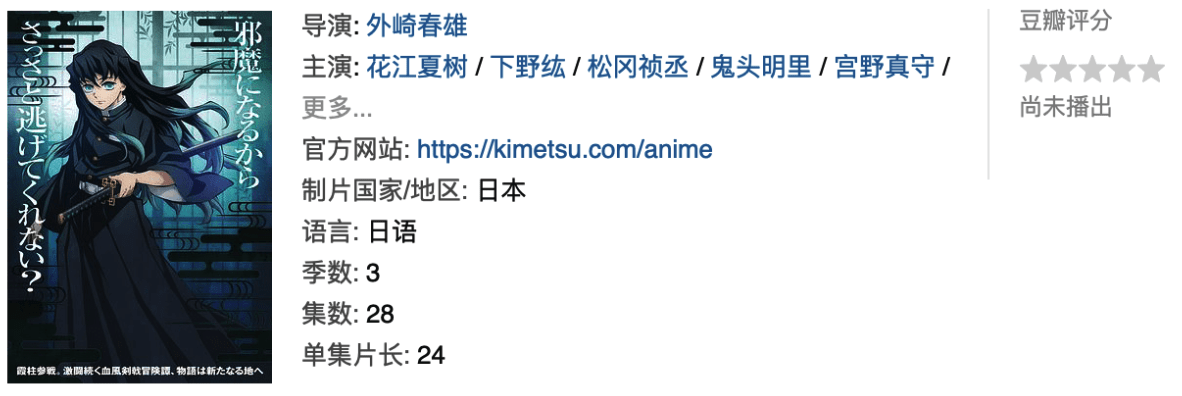 邪魔になるから
さっさと逃げてくれない？
霞柱参戦。激闘続く血風剣戟冒険譚、物語は新たなる地へ
导演: 外崎春雄
主演: 花江夏树 / 下野纮 / 松冈祯丞 / 鬼头明里 / 宫野真守 /
更多...
官方网站: https://kimetsu.com/anime
制片国家/地区: 日本
语言: 日语
季数: 3
集数: 28
单集片长: 24
豆瓣评分
尚未播出